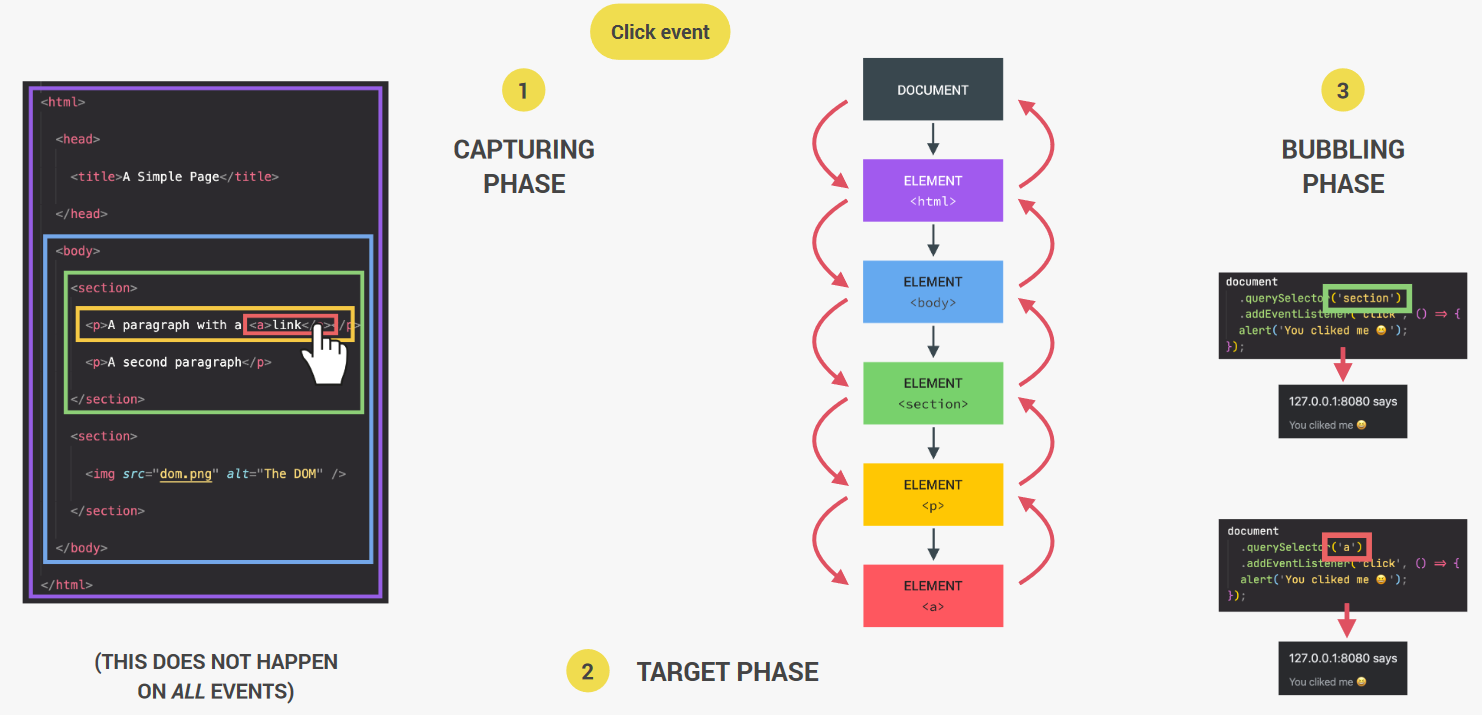 Click event
<html>
<head>
<title>A Simple Page</title>
</head>
<body>
<section>
<p>A paragraph with a <a>link</
/p>
<p>A second paragraph</p>
</section>
<section>
<img src="dom.png" alt="The DOM" />
</section>
</body>
</html>
(THIS DOES NOT HAPPEN
ON ALL EVENTS)
1
CAPTURING
PHASE
DOCUMENT
ELEMENT
<html>
ELEMENT
<body>
ELEMENT
<section>
ELEMENT
<p>
ELEMENT
<a>
2
TARGET PHASE
3
BUBBLING
PHASE
document
.querySelector('section')
.addEventListener('click', () => {
alert('You cliked me 😆');
});
127.0.0.1:8080 says
You cliked me 😆
document
.querySelector('a')
.addEventListener('click', () => {
alert('You cliked me 😆');
});
127.0.0.1:8080 says
You cliked me 😆